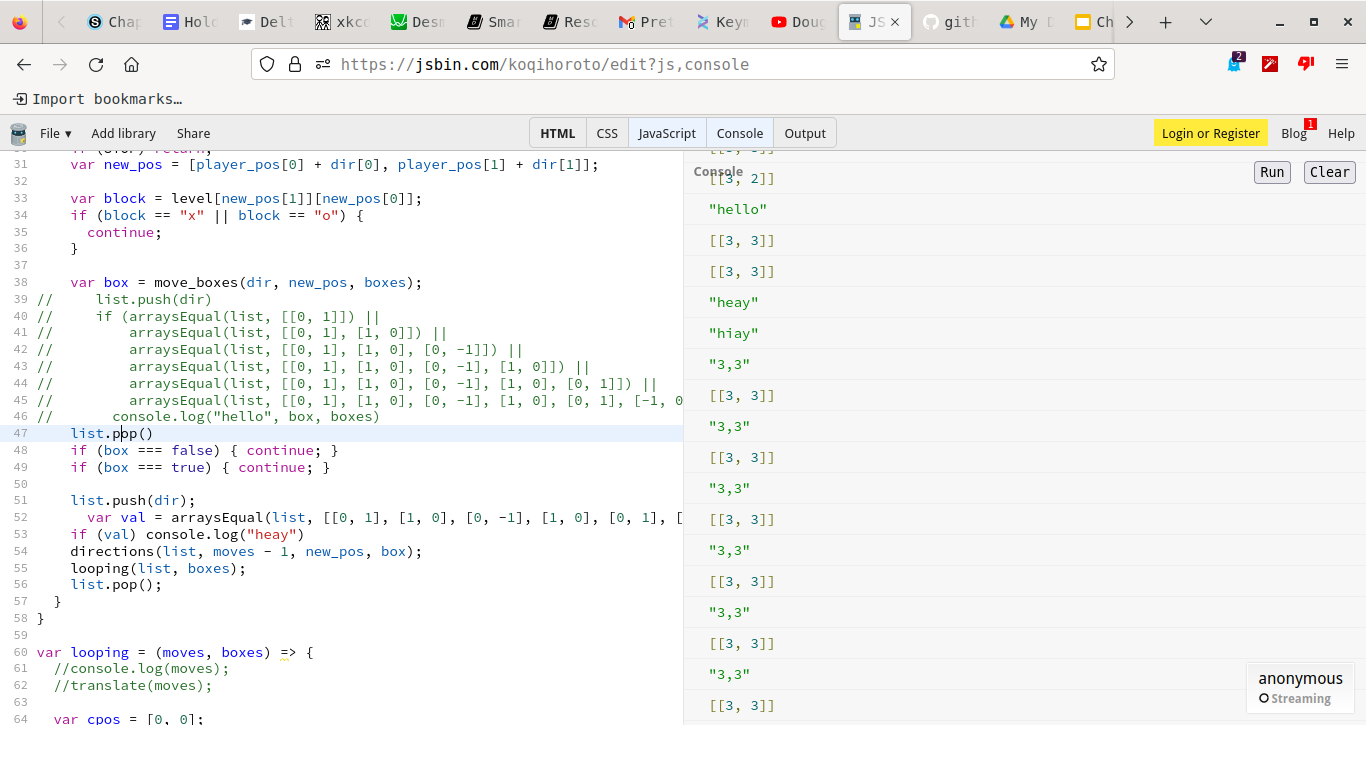 Chap
Hold
Delt
xkcd
Desm
Smar
Reso
Pret
Keym
Doug
JS
gith
My D
Ch
https://jsbin.com/koqihoroto/edit?js,console
2
Import bookmarks…
File ▾ Add library Share HTML CSS JavaScript Console Output Login or Register Blog 1 Help
31 var new_pos = [player_pos[0] + dir[0], player_pos[1] + dir[1]];
32
33 var block = level[new_pos[1]][new_pos[0]];
34 if (block == "x" || block == "o") {
35 continue;
36 }
37
38 var box = move_boxes(dir, new_pos, boxes);
39 // list.push(dir)
40 // if (arraysEqual(list, [[0, 1]]) ||
41 // arraysEqual(list, [[0, 1], [1, 0]]) ||
42 // arraysEqual(list, [[0, 1], [1, 0], [0, -1]]) ||
43 // arraysEqual(list, [[0, 1], [1, 0], [0, -1], [1, 0]]) ||
44 // arraysEqual(list, [[0, 1], [1, 0], [0, -1], [1, 0], [0, 1]]) ||
45 // arraysEqual(list, [[0, 1], [1, 0], [0, -1], [1, 0], [0, 1], [-1, 0
46 // console.log("hello", box, boxes)
47 list.pop()
48 if (box === false) { continue; }
49 if (box === true) { continue; }
50
51 list.push(dir);
52 var val = arraysEqual(list, [[0, 1], [1, 0], [0, -1], [1, 0], [0, 1], [
53 if (val) console.log("heay")
54 directions(list, moves - 1, new_pos, box);
55 looping(list, boxes);
56 list.pop();
57 }
58 }
59
60 var looping = (moves, boxes) => {
61 //console.log(moves);
62 //translate(moves);
63
64 var cpos = [0, 0];
Console
Run Clear
[[3, 2]]
"hello"
[[3, 3]]
[[3, 3]]
"heay"
"hiay"
"3,3"
[[3, 3]]
"3,3"
[[3, 3]]
"3,3"
[[3, 3]]
"3,3"
[[3, 3]]
"3,3"
[[3, 3]]
"3,3"
[[3, 3]]
anonymous
Streaming